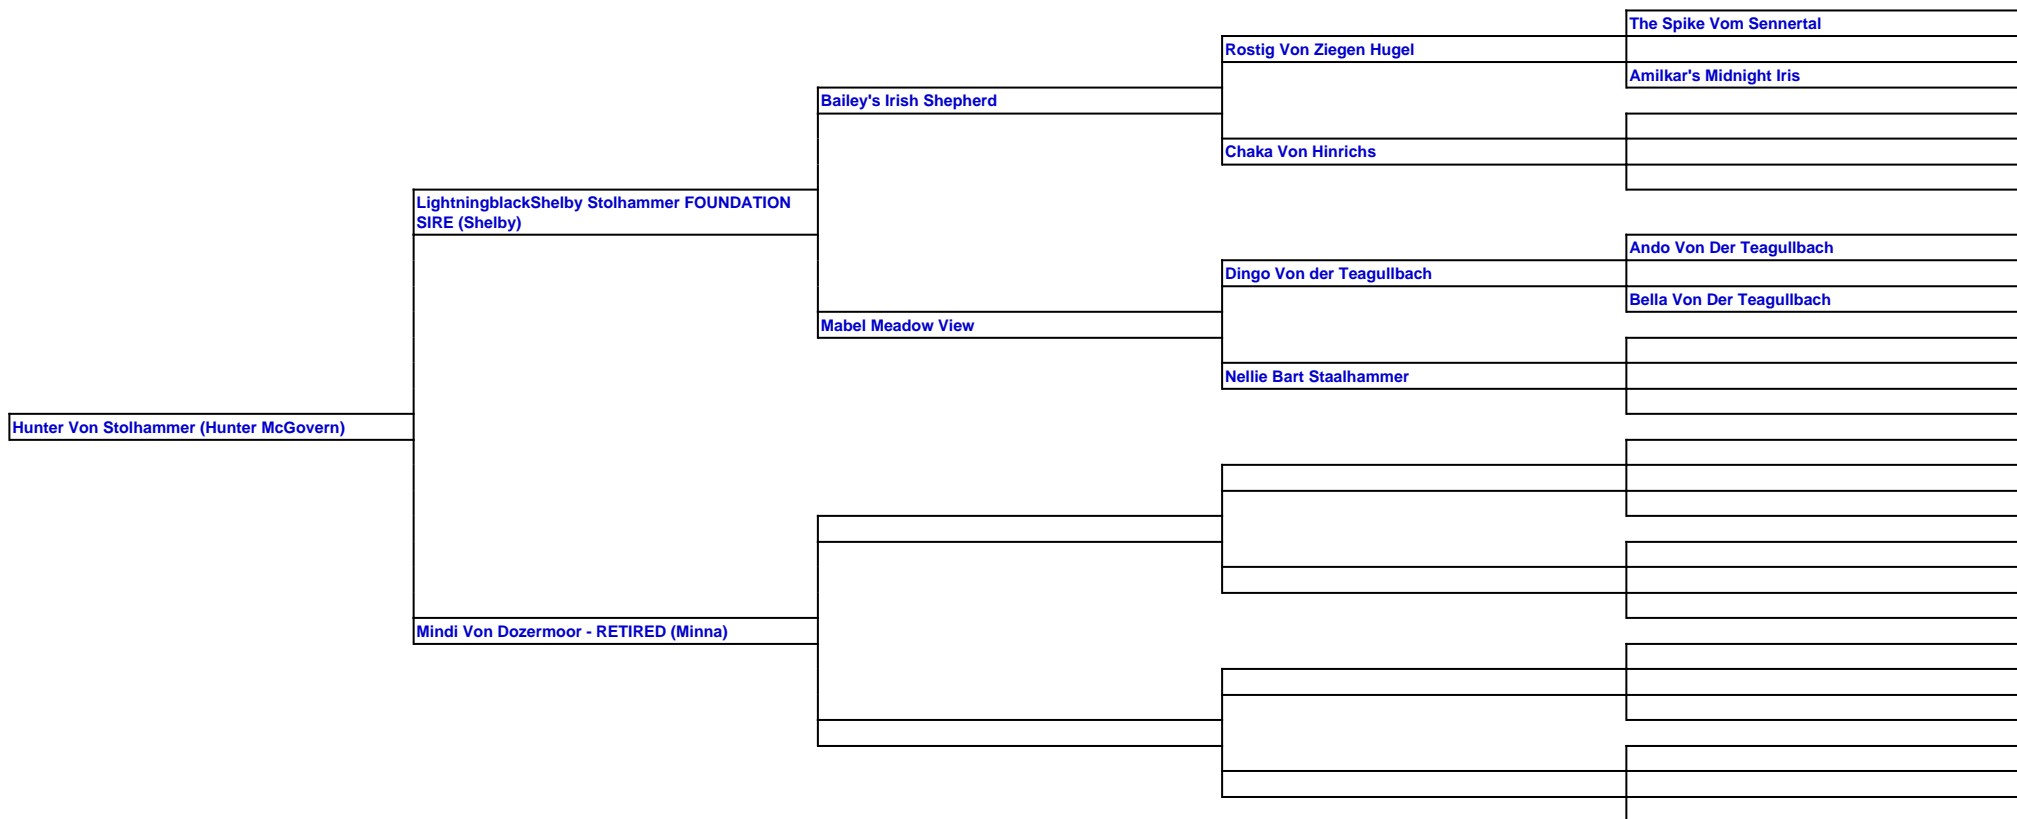 The Spike Vom Sennertal
Rostig Von Ziegen Hugel
Amilkar's Midnight Iris
Bailey's Irish Shepherd
Chaka Von Hinrichs
LightningblackShelby Stolhammer FOUNDATION
SIRE (Shelby)
Ando Von Der Teagullbach
Dingo Von der Teagullbach
Bella Von Der Teagullbach
Mabel Meadow View
Nellie Bart Staalhammer
Hunter Von Stolhammer (Hunter McGovern)
Mindi Von Dozermoor - RETIRED (Minna)